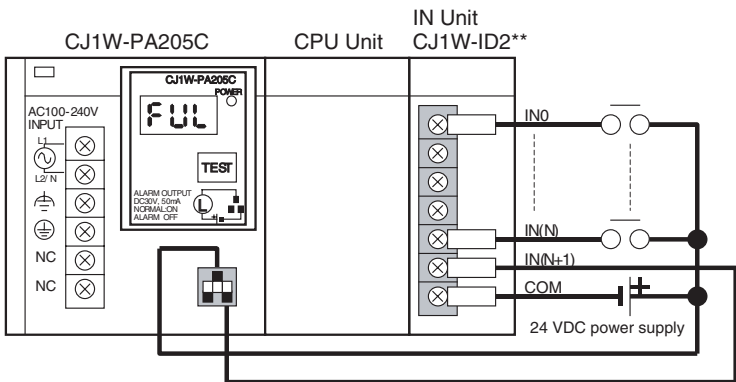 IN Unit
CJ1W-PA205C CPU Unit CJ1W-ID2**
CJ1W-PA205C
POWER
FUL
TEST
ALARM OUTPUT
DC30V, 50mA
NORMAL:ON
ALARM OFF
L
AC100-240V
INPUT
L1
L2/ N
NC
NC
IN0
IN(N)
IN(N+1)
COM
24 VDC power supply